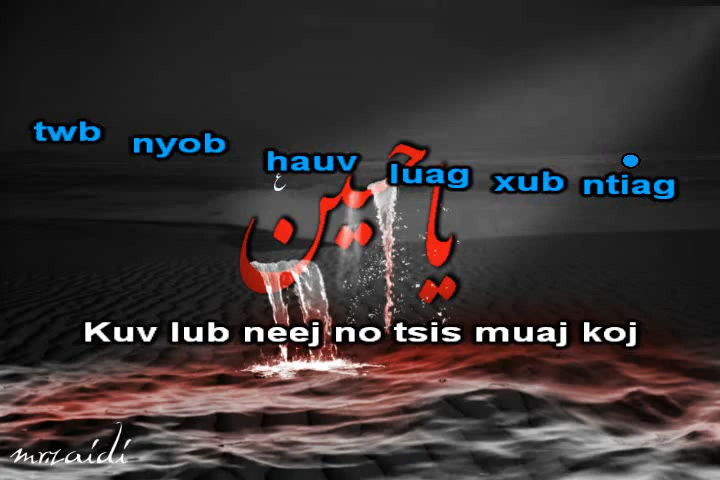 twb nyob hauv luag xub ntiag
یا حسین
ع
Kuv lub neej no tsis muaj koj
mrzaidi